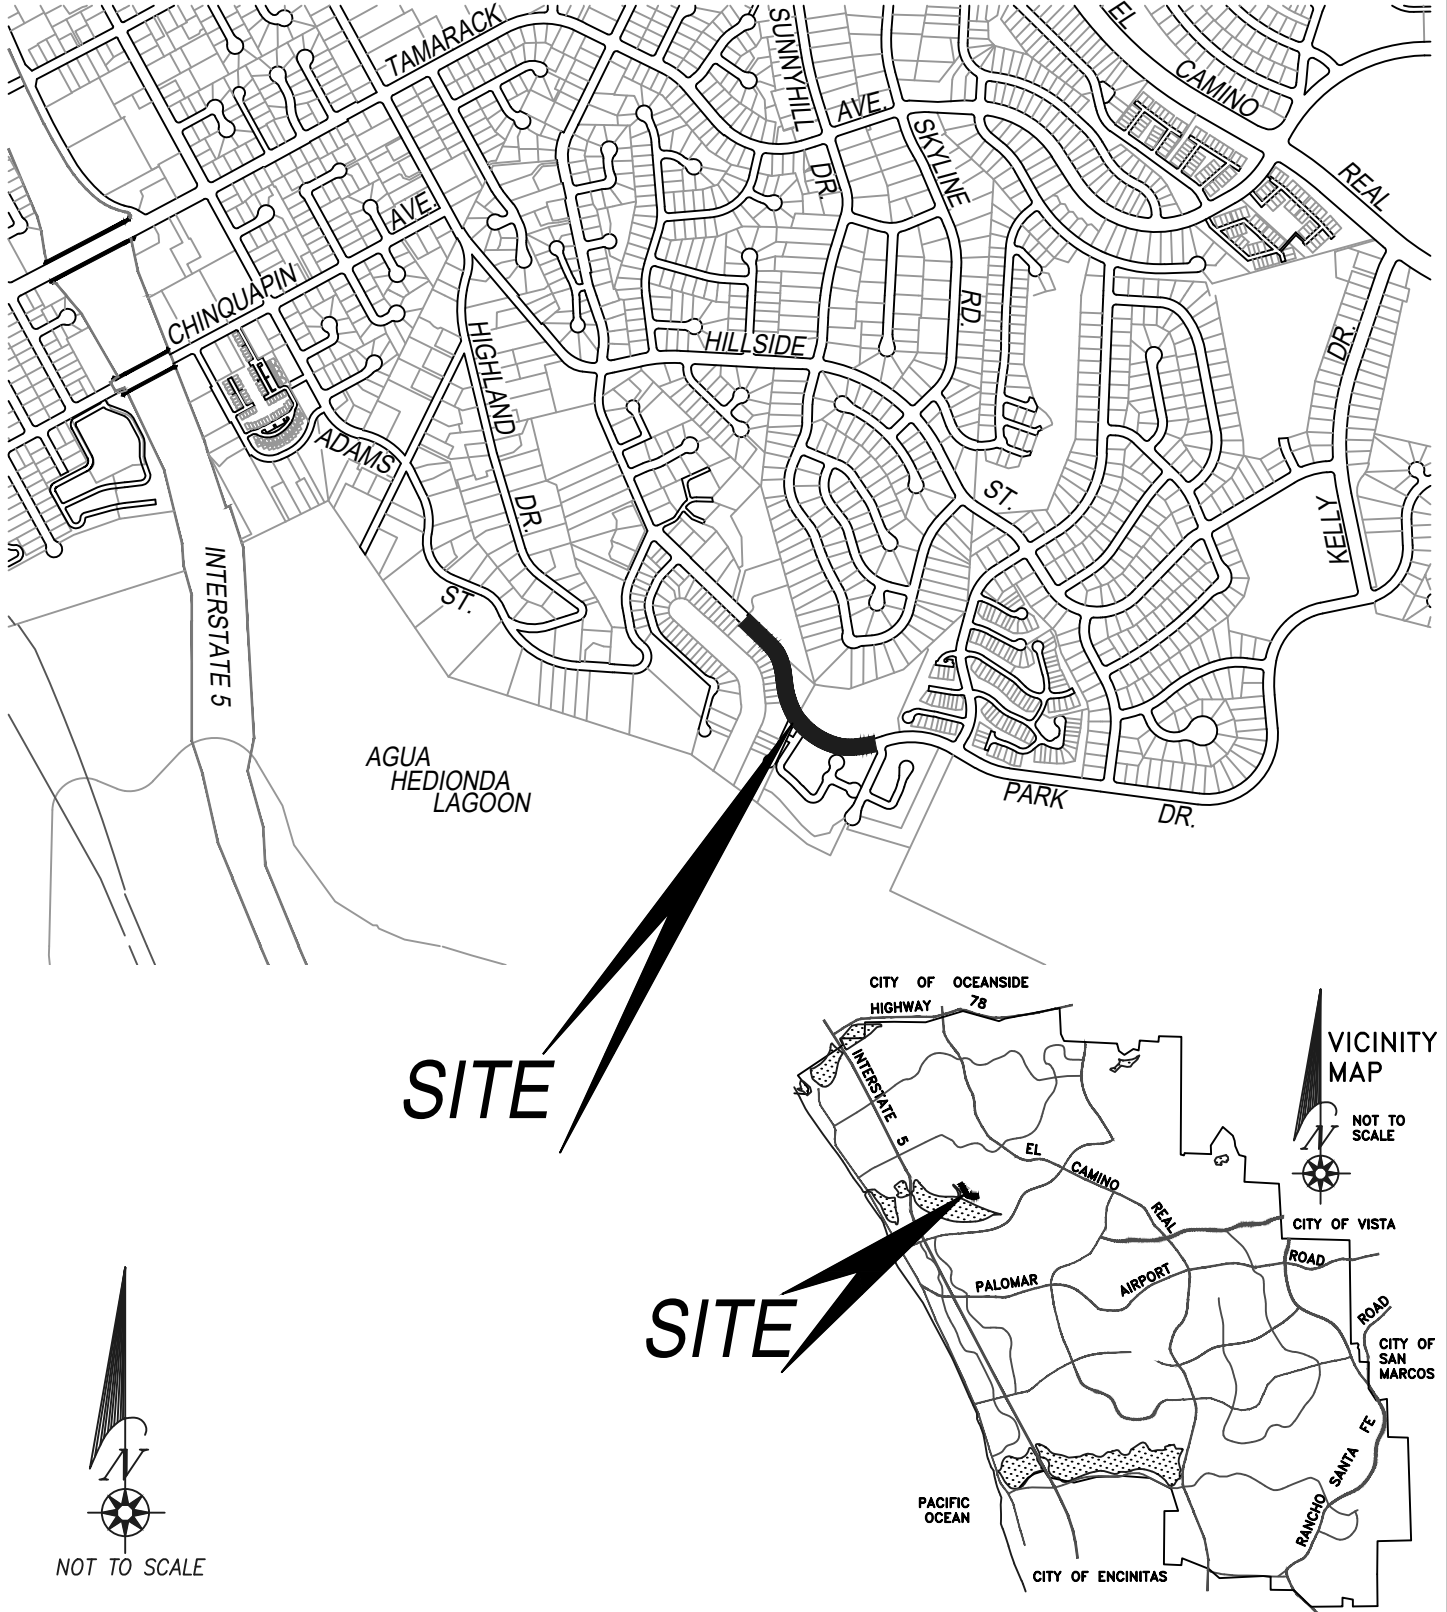 TAMARACK
SUNNYHILL
EL
CAMINO
AVE.
SKYLINE
REAL
DR.
AVE.
CHINQUAPIN
HIGHLAND
HILLSIDE
RD.
DR.
ADAMS
ST.
DR.
KELLY
INTERSTATE 5
ST.
AGUA
HEDIONDA
LAGOON
PARK
DR.
SITE
CITY OF OCEANSIDE
HIGHWAY 78
VICINITY
MAP
NOT TO
SCALE
N
INTERSTATE 5
EL
CAMINO
REAL
CITY OF VISTA
PALOMAR
AIRPORT
ROAD
ROAD
SITE
CITY OF
SAN
MARCOS
RANCHO
SANTA
FE
PACIFIC
OCEAN
CITY OF ENCINITAS
N
NOT TO SCALE